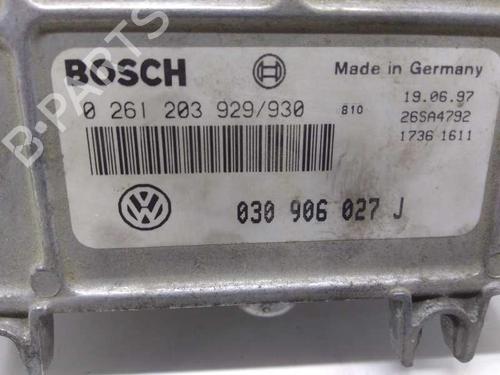 B-PARTS
BOSCH
Made in Germany
0 261 203 929/930
810
19.06.97
26SA4792
1736 1611
VW
030 906 027 J